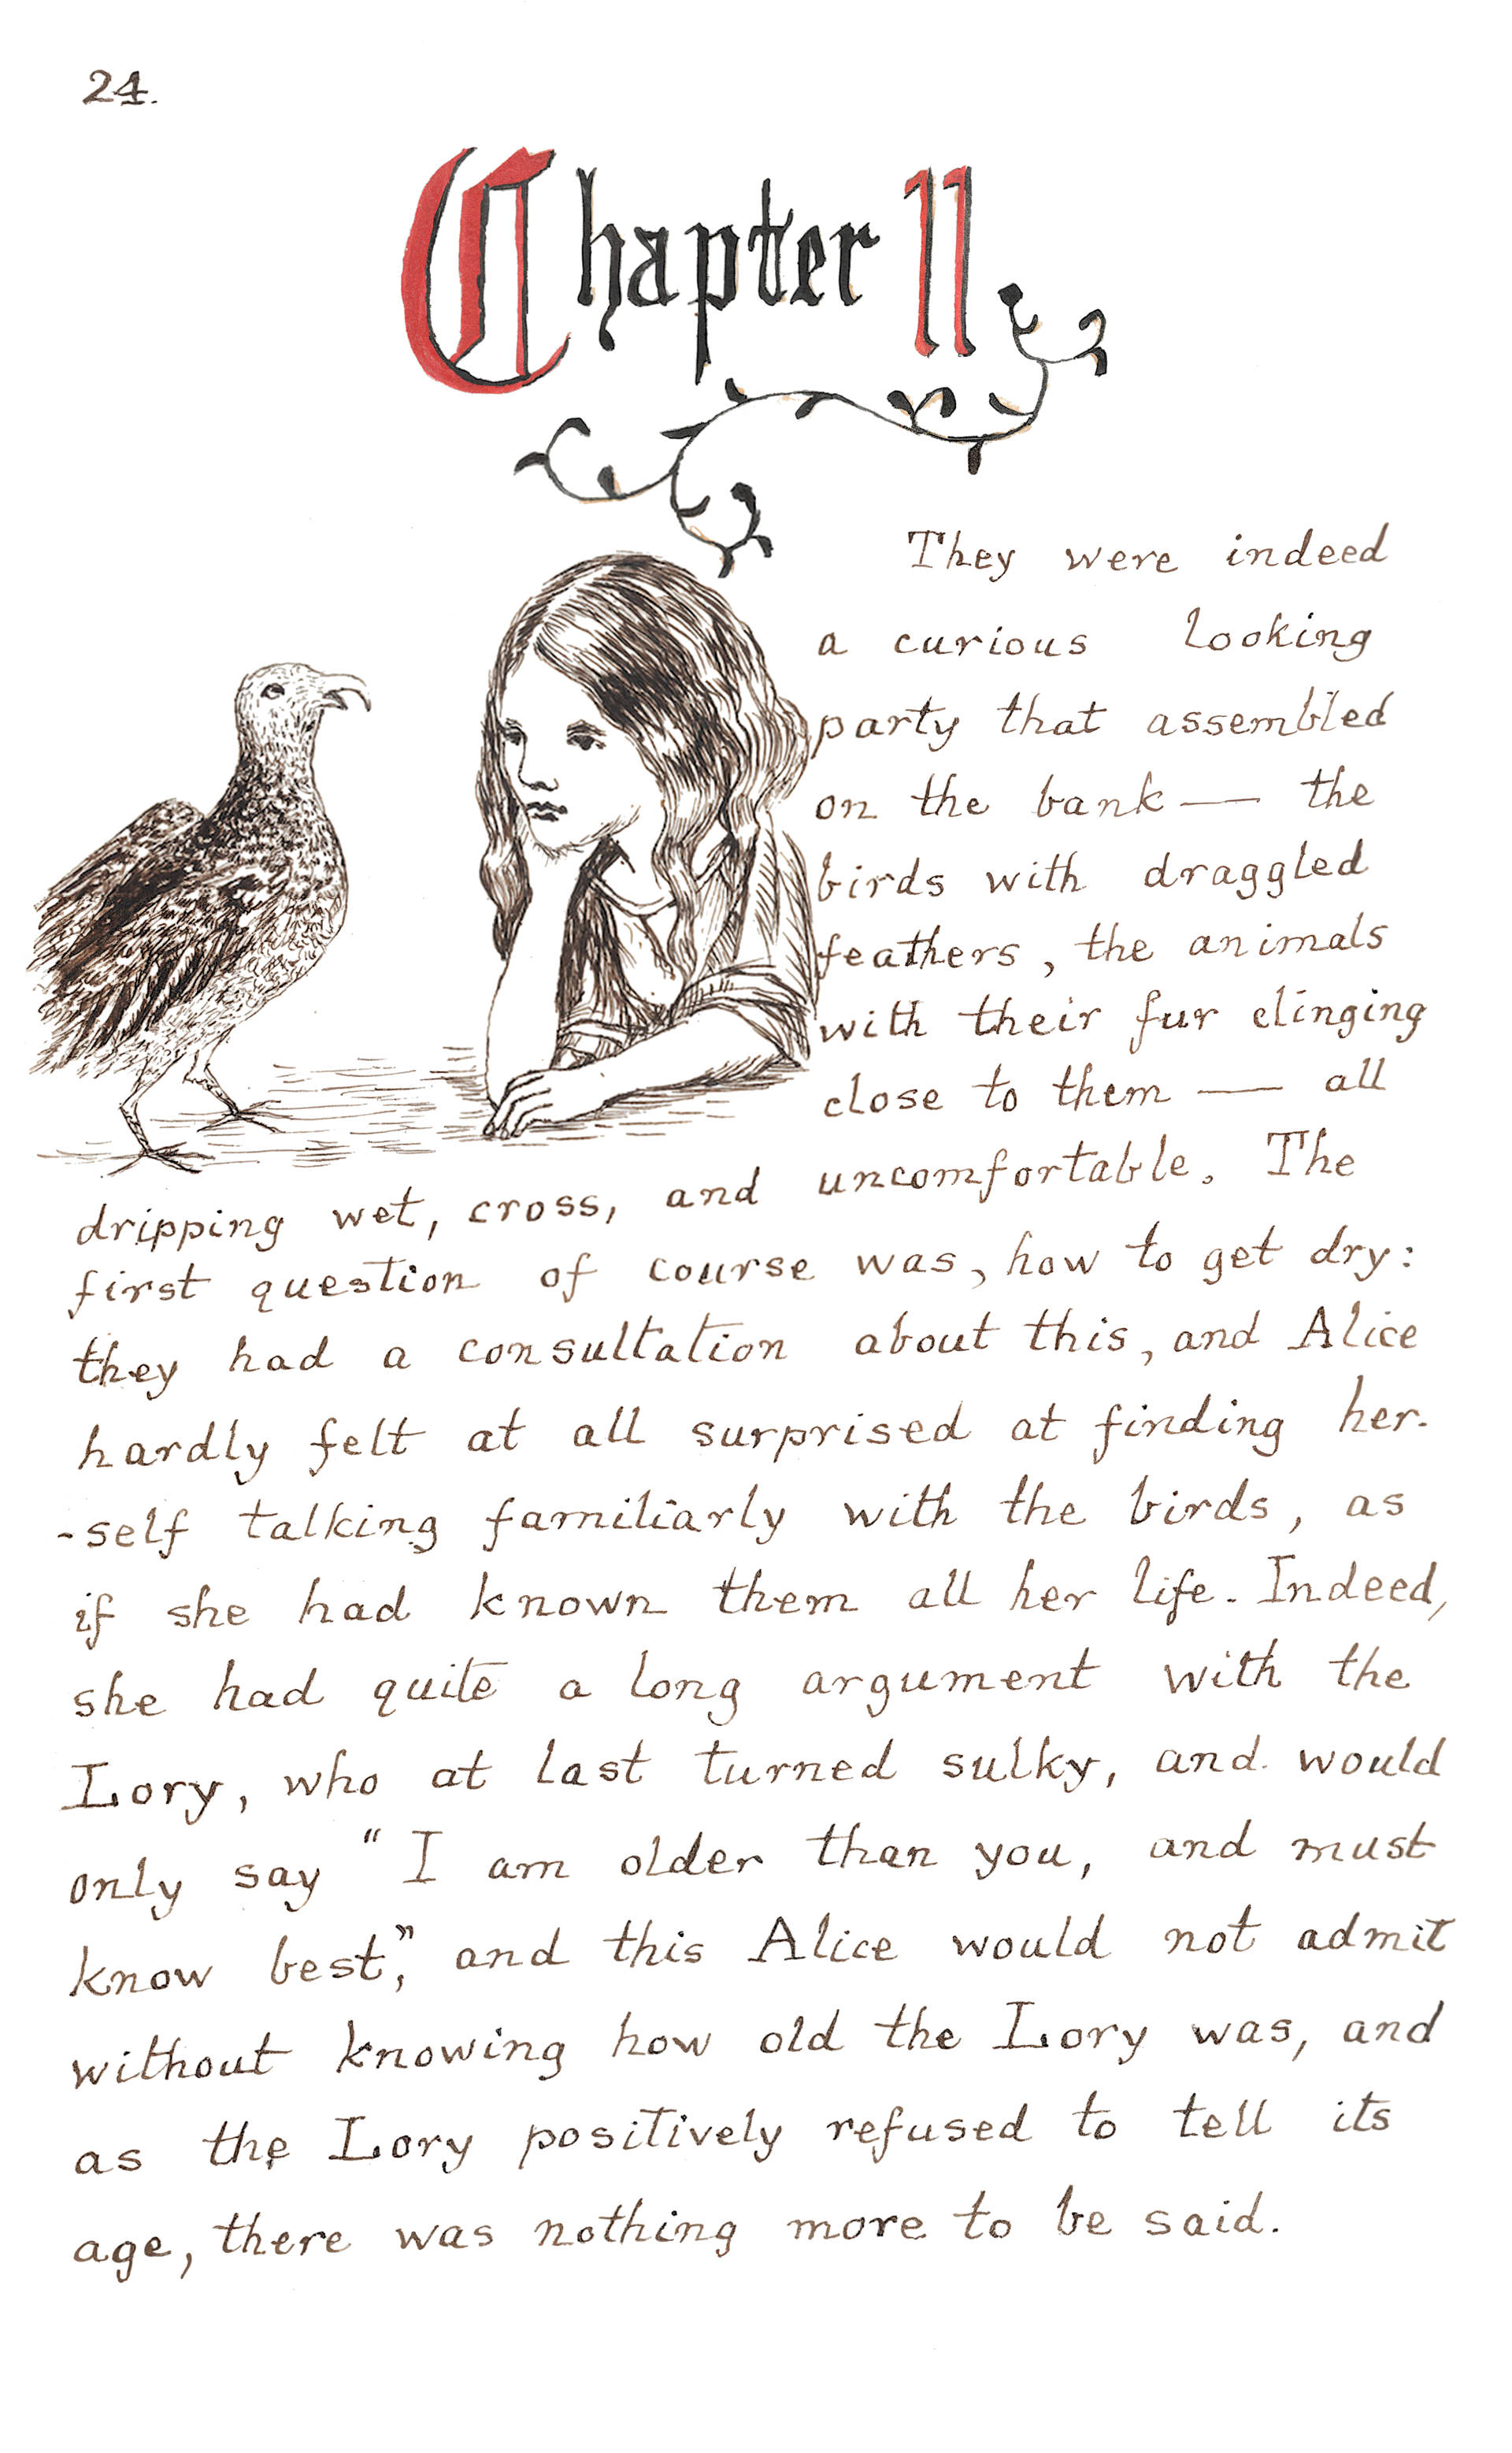 24.
Chapter II
They were indeed
a curious looking
party that assembled
on the bank — the
birds with draggled
feathers, the animals
with their fur clinging
close to them — all
dripping wet, cross, and uncomfortable. The
first question of course was, how to get dry:
they had a consultation about this, and Alice
hardly felt at all surprised at finding her-
-self talking familiarly with the birds, as
if she had known them all her life. Indeed,
she had quite a long argument with the
Lory, who at last turned sulky, and would
only say "I am older than you, and must
know best," and this Alice would not admit
without knowing how old the Lory was, and
as the Lory positively refused to tell its
age, there was nothing more to be said.